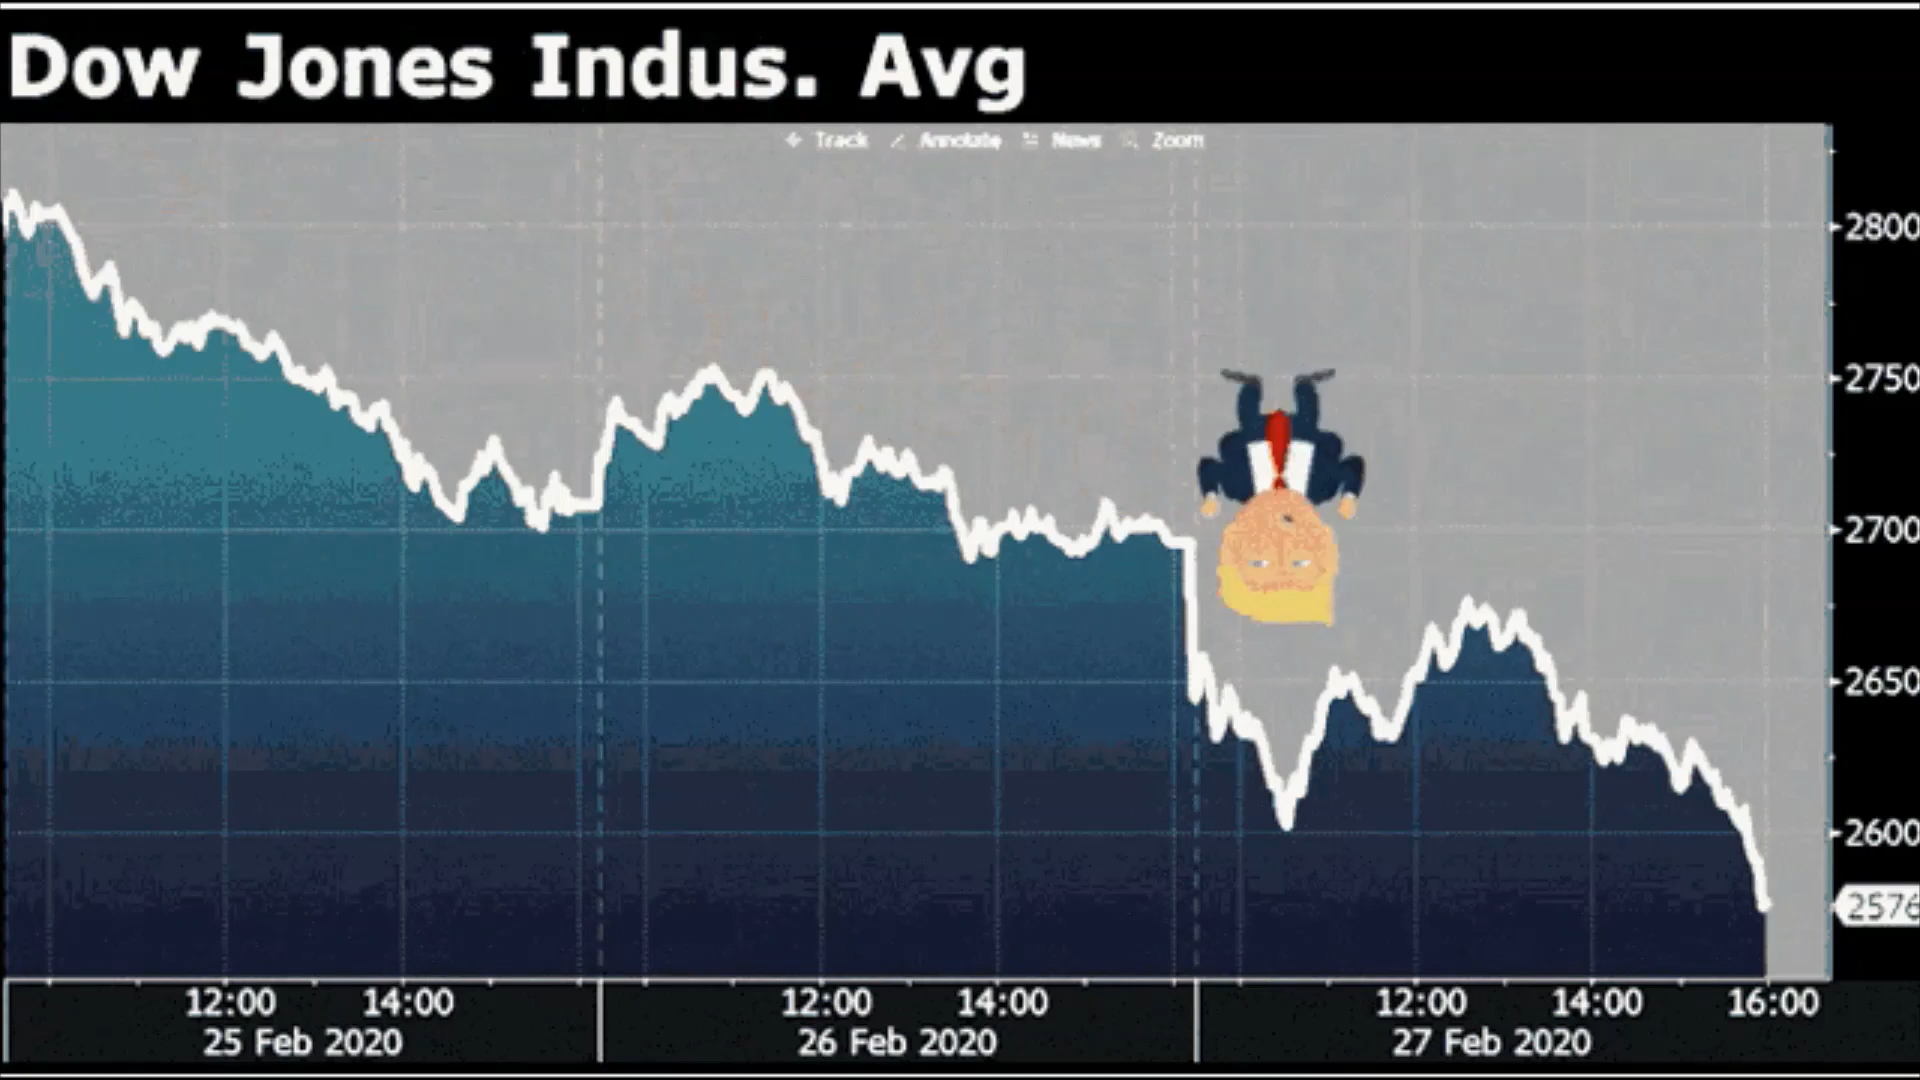 Dow Jones Indus. Avg
Track Annotate News Zoom
2800
2750
2700
2650
2600
2576
12:00 14:00 12:00 14:00 12:00 14:00 16:00
25 Feb 2020 26 Feb 2020 27 Feb 2020